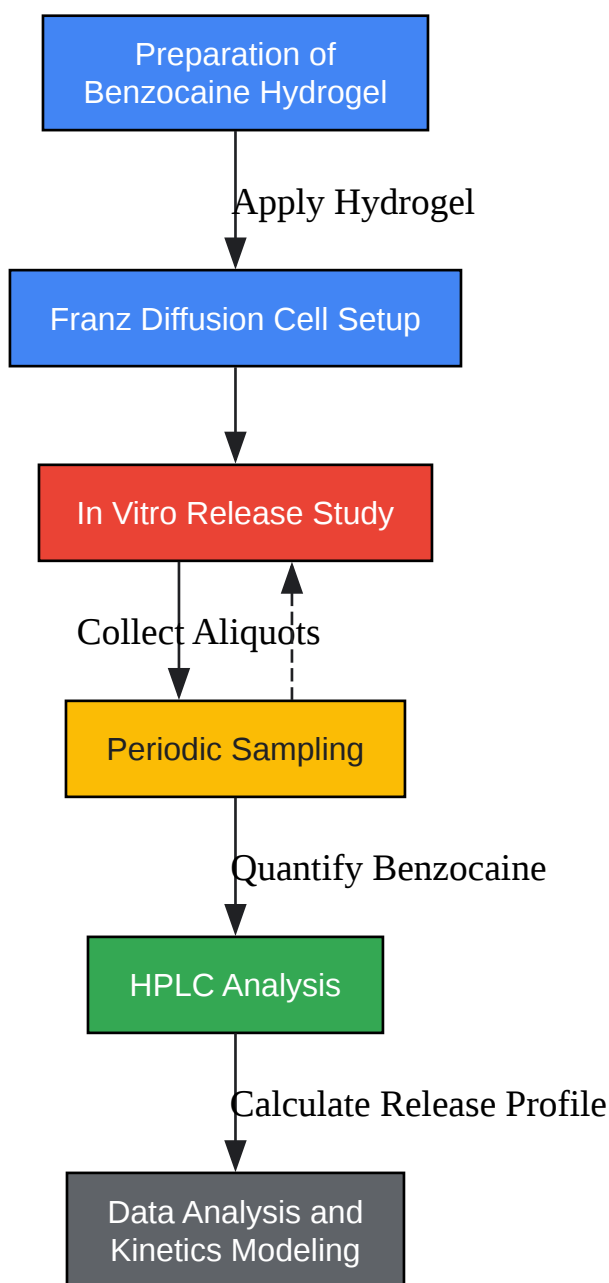 Preparation of
Benzocaine Hydrogel
Apply Hydrogel
Franz Diffusion Cell Setup
In Vitro Release Study
Collect Aliquots
Periodic Sampling
Quantify Benzocaine
HPLC Analysis
Calculate Release Profile
Data Analysis and
Kinetics Modeling